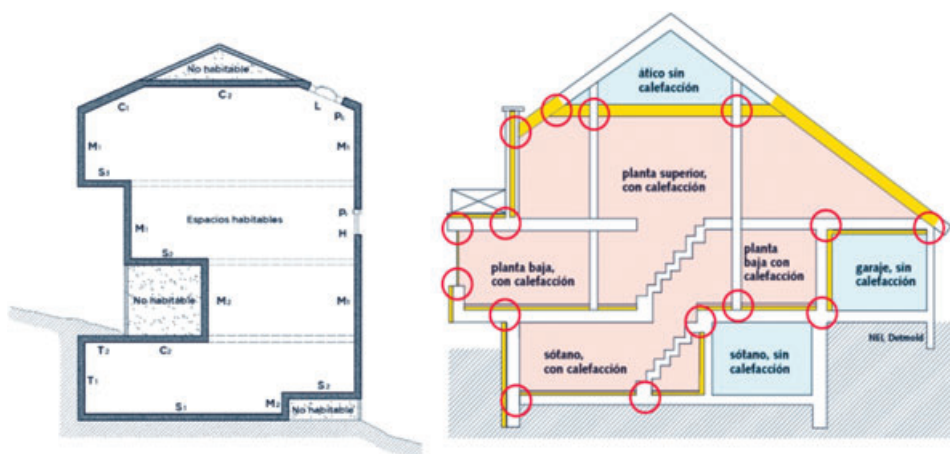 No habitable
C₁
C₂
L
P₁
M₁
M₁
S₃
Espacios habitables
P₁
H
M₁
S₂
No habitable
M₂
M₁
T₂
C₂
T₁
S₂
S₁
M₂
No habitable
ático sin
calefacción
planta superior,
con calefacción
planta baja,
con calefacción
planta
baja con
calefacción
garaje, sin
calefacción
NEL Detmold
sótano,
con calefacción
sótano, sin
calefacción